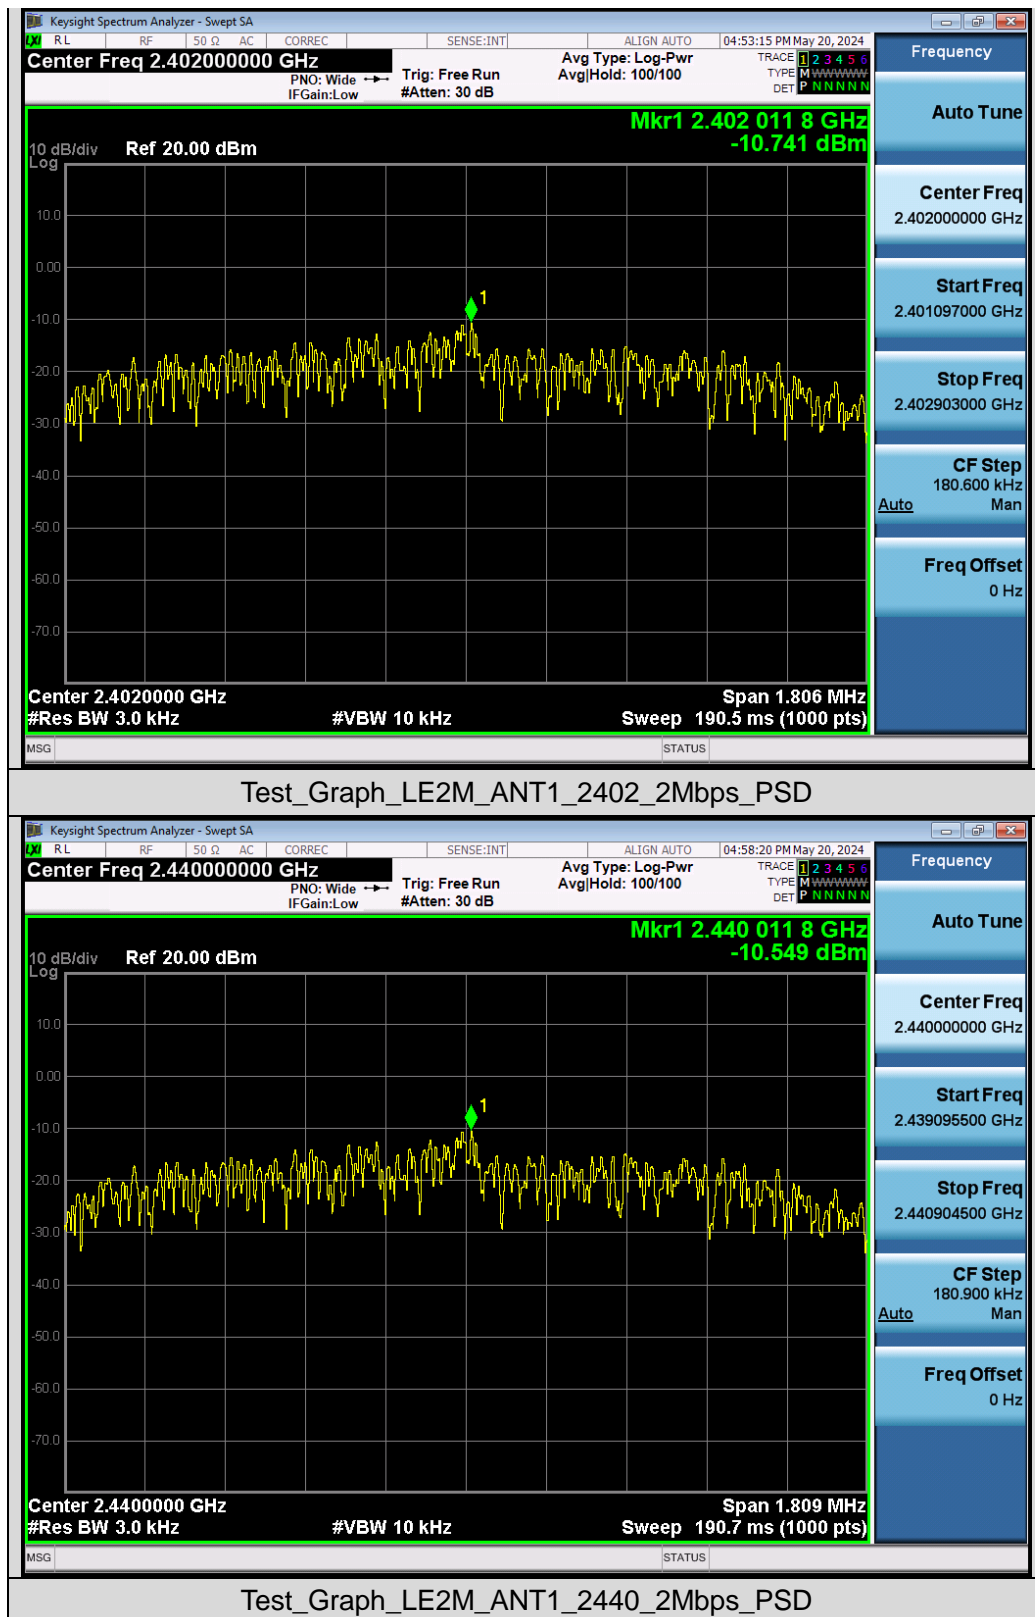 Keysight Spectrum Analyzer - Swept SA
LXI RL RF 50 Ω AC CORREC SENSE:INT ALIGN AUTO 04:53:15 PM May 20, 2024
Center Freq 2.402000000 GHz
PNO: Wide
IFGain:Low
Trig: Free Run
#Atten: 30 dB
Avg Type: Log-Pwr
Avg|Hold: 100/100
TRACE 1 2 3 4 5 6
TYPE M WWWWW
DET P N N N N N
Mkr1 2.402 011 8 GHz
-10.741 dBm
10 dB/div Ref 20.00 dBm
Log
10.0
0.00
1
-10.0
-20.0
-30.0
-40.0
-50.0
-60.0
-70.0
Center 2.4020000 GHz Span 1.806 MHz
#Res BW 3.0 kHz #VBW 10 kHz Sweep 190.5 ms (1000 pts)
MSG STATUS
Frequency
Auto Tune
Center Freq
2.402000000 GHz
Start Freq
2.401097000 GHz
Stop Freq
2.402903000 GHz
CF Step
180.600 kHz
Auto Man
Freq Offset
0 Hz
Test_Graph_LE2M_ANT1_2402_2Mbps_PSD
Keysight Spectrum Analyzer - Swept SA
LXI RL RF 50 Ω AC CORREC SENSE:INT ALIGN AUTO 04:58:20 PM May 20, 2024
Center Freq 2.440000000 GHz
PNO: Wide
IFGain:Low
Trig: Free Run
#Atten: 30 dB
Avg Type: Log-Pwr
Avg|Hold: 100/100
TRACE 1 2 3 4 5 6
TYPE M WWWWW
DET P N N N N N
Mkr1 2.440 011 8 GHz
-10.549 dBm
10 dB/div Ref 20.00 dBm
Log
10.0
0.00
1
-10.0
-20.0
-30.0
-40.0
-50.0
-60.0
-70.0
Center 2.4400000 GHz Span 1.809 MHz
#Res BW 3.0 kHz #VBW 10 kHz Sweep 190.7 ms (1000 pts)
MSG STATUS
Frequency
Auto Tune
Center Freq
2.440000000 GHz
Start Freq
2.439095500 GHz
Stop Freq
2.440904500 GHz
CF Step
180.900 kHz
Auto Man
Freq Offset
0 Hz
Test_Graph_LE2M_ANT1_2440_2Mbps_PSD